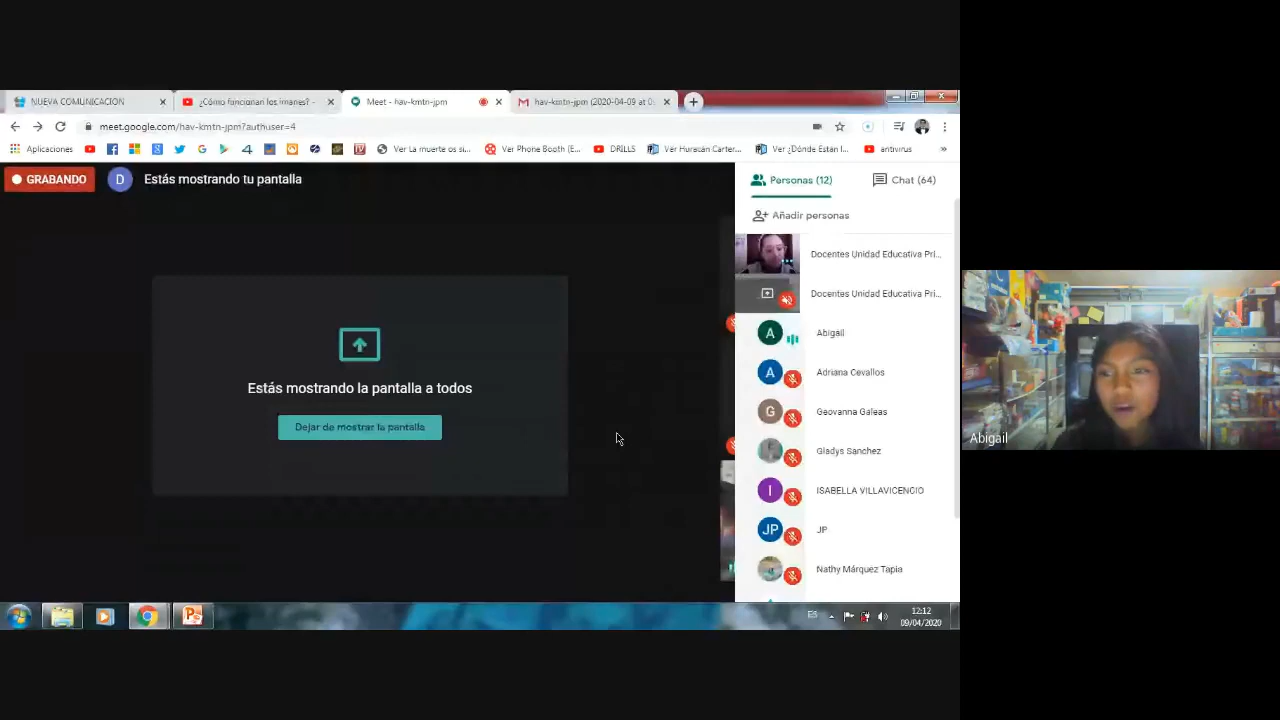 NUEVA COMUNICACIÓN
¿Cómo funcionan los imanes? -
Meet - hav-kmtn-jpm
hav-kmtn-jpm (2020-04-09 at 0
meet.google.com/hav-kmtn-jpm?authuser=4
Aplicaciones
Ver La muerte os si...
Ver Phone Booth (E...
DRILLS
Ver Huracán Carter...
Ver ¿Dónde Están l...
antivirus
GRABANDO
D
Estás mostrando tu pantalla
Personas (12)
Chat (64)
Añadir personas
Docentes Unidad Educativa Pri...
Docentes Unidad Educativa Pri...
A
Abigail
A
Adriana Cevallos
G
Geovanna Galeas
Gladys Sanchez
I
ISABELLA VILLAVICENCIO
JP
JP
Nathy Márquez Tapia
Estás mostrando la pantalla a todos
Dejar de mostrar la pantalla
Abigail
ES
12:12
09/04/2020